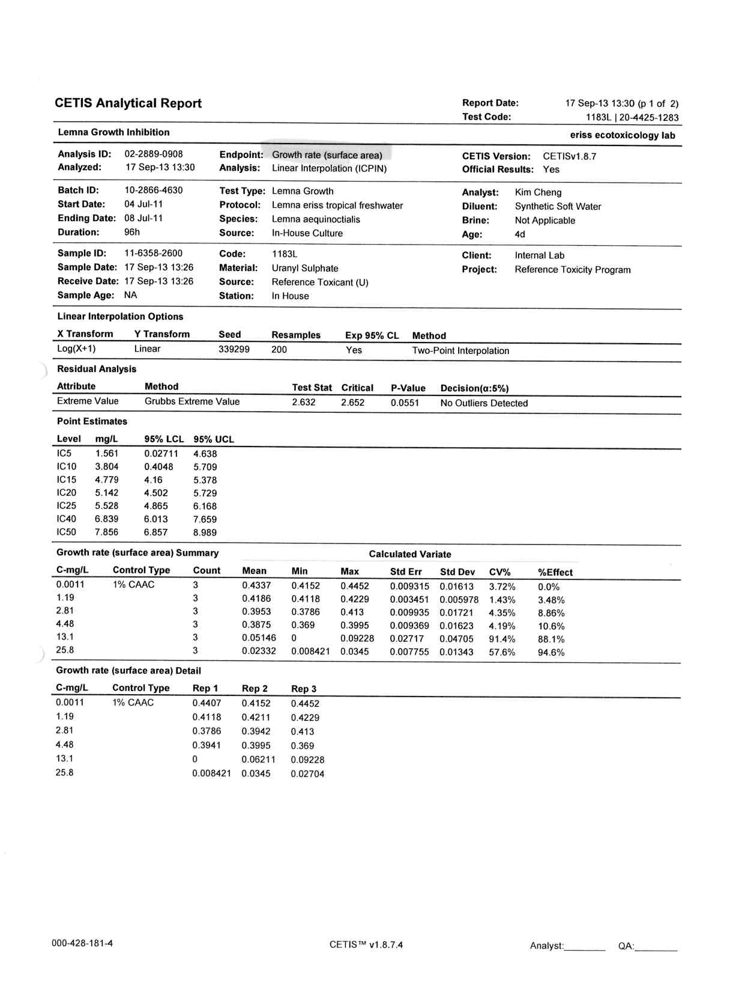 CETIS Analytical Report
Report Date: 17 Sep-13 13:30 (p 1 of 2)
Test Code: 1183L | 20-4425-1283
Lemna Growth Inhibition eriss ecotoxicology lab
Analysis ID: 02-2889-0908 Endpoint: Growth rate (surface area) CETIS Version: CETISv1.8.7
Analyzed: 17 Sep-13 13:30 Analysis: Linear Interpolation (ICPIN) Official Results: Yes
Batch ID: 10-2866-4630 Test Type: Lemna Growth Analyst: Kim Cheng
Start Date: 04 Jul-11 Protocol: Lemna eriss tropical freshwater Diluent: Synthetic Soft Water
Ending Date: 08 Jul-11 Species: Lemna aequinoctialis Brine: Not Applicable
Duration: 96h Source: In-House Culture Age: 4d
Sample ID: 11-6358-2600 Code: 1183L Client: Internal Lab
Sample Date: 17 Sep-13 13:26 Material: Uranyl Sulphate Project: Reference Toxicity Program
Receive Date: 17 Sep-13 13:26 Source: Reference Toxicant (U)
Sample Age: NA Station: In House
Linear Interpolation Options
X Transform Y Transform Seed Resamples Exp 95% CL Method
Log(X+1) Linear 339299 200 Yes Two-Point Interpolation
Residual Analysis
Attribute Method Test Stat Critical P-Value Decision(α:5%)
Extreme Value Grubbs Extreme Value 2.632 2.652 0.0551 No Outliers Detected
Point Estimates
Level mg/L 95% LCL 95% UCL
IC5 1.561 0.02711 4.638
IC10 3.804 0.4048 5.709
IC15 4.779 4.16 5.378
IC20 5.142 4.502 5.729
IC25 5.528 4.865 6.168
IC40 6.839 6.013 7.659
IC50 7.856 6.857 8.989
Growth rate (surface area) Summary Calculated Variate
C-mg/L Control Type Count Mean Min Max Std Err Std Dev CV% %Effect
0.0011 1% CAAC 3 0.4337 0.4152 0.4452 0.009315 0.01613 3.72% 0.0%
1.19 3 0.4186 0.4118 0.4229 0.003451 0.005978 1.43% 3.48%
2.81 3 0.3953 0.3786 0.413 0.009935 0.01721 4.35% 8.86%
4.48 3 0.3875 0.369 0.3995 0.009369 0.01623 4.19% 10.6%
13.1 3 0.05146 0 0.09228 0.02717 0.04705 91.4% 88.1%
25.8 3 0.02332 0.008421 0.0345 0.007755 0.01343 57.6% 94.6%
Growth rate (surface area) Detail
C-mg/L Control Type Rep 1 Rep 2 Rep 3
0.0011 1% CAAC 0.4407 0.4152 0.4452
1.19 0.4118 0.4211 0.4229
2.81 0.3786 0.3942 0.413
4.48 0.3941 0.3995 0.369
13.1 0 0.06211 0.09228
25.8 0.008421 0.0345 0.02704
000-428-181-4 CETIS™ v1.8.7.4 Analyst:________ QA:________